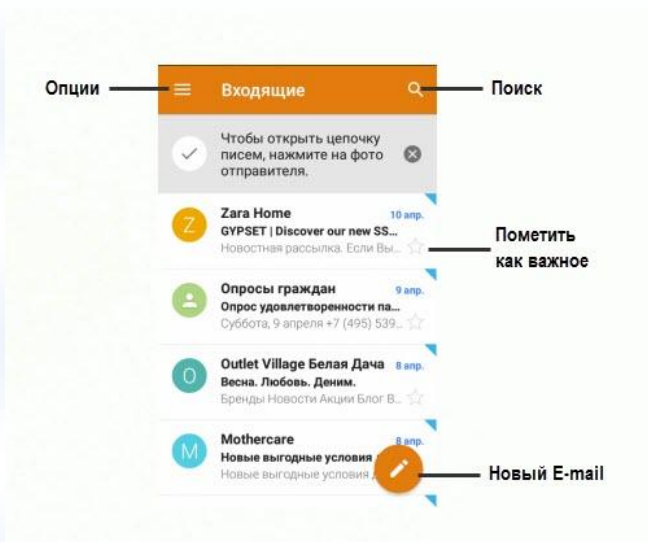 Опции
Входящие
Поиск
Чтобы открыть цепочку
писем, нажмите на фото
отправителя.
Z
Zara Home
10 апр.
GYPSET | Discover our new SS...
Новостная рассылка. Если Вы...
Пометить
как важное
Опросы граждан
9 апр.
Опрос удовлетворенности па...
Суббота, 9 апреля +7 (495) 539...
O
Outlet Village Белая Дача
8 апр.
Весна. Любовь. Деним.
Бренды Новости Акции Блог В...
M
Mothercare
8 апр.
Новые выгодные условия
Новые выгодные условия
Новый E-mail